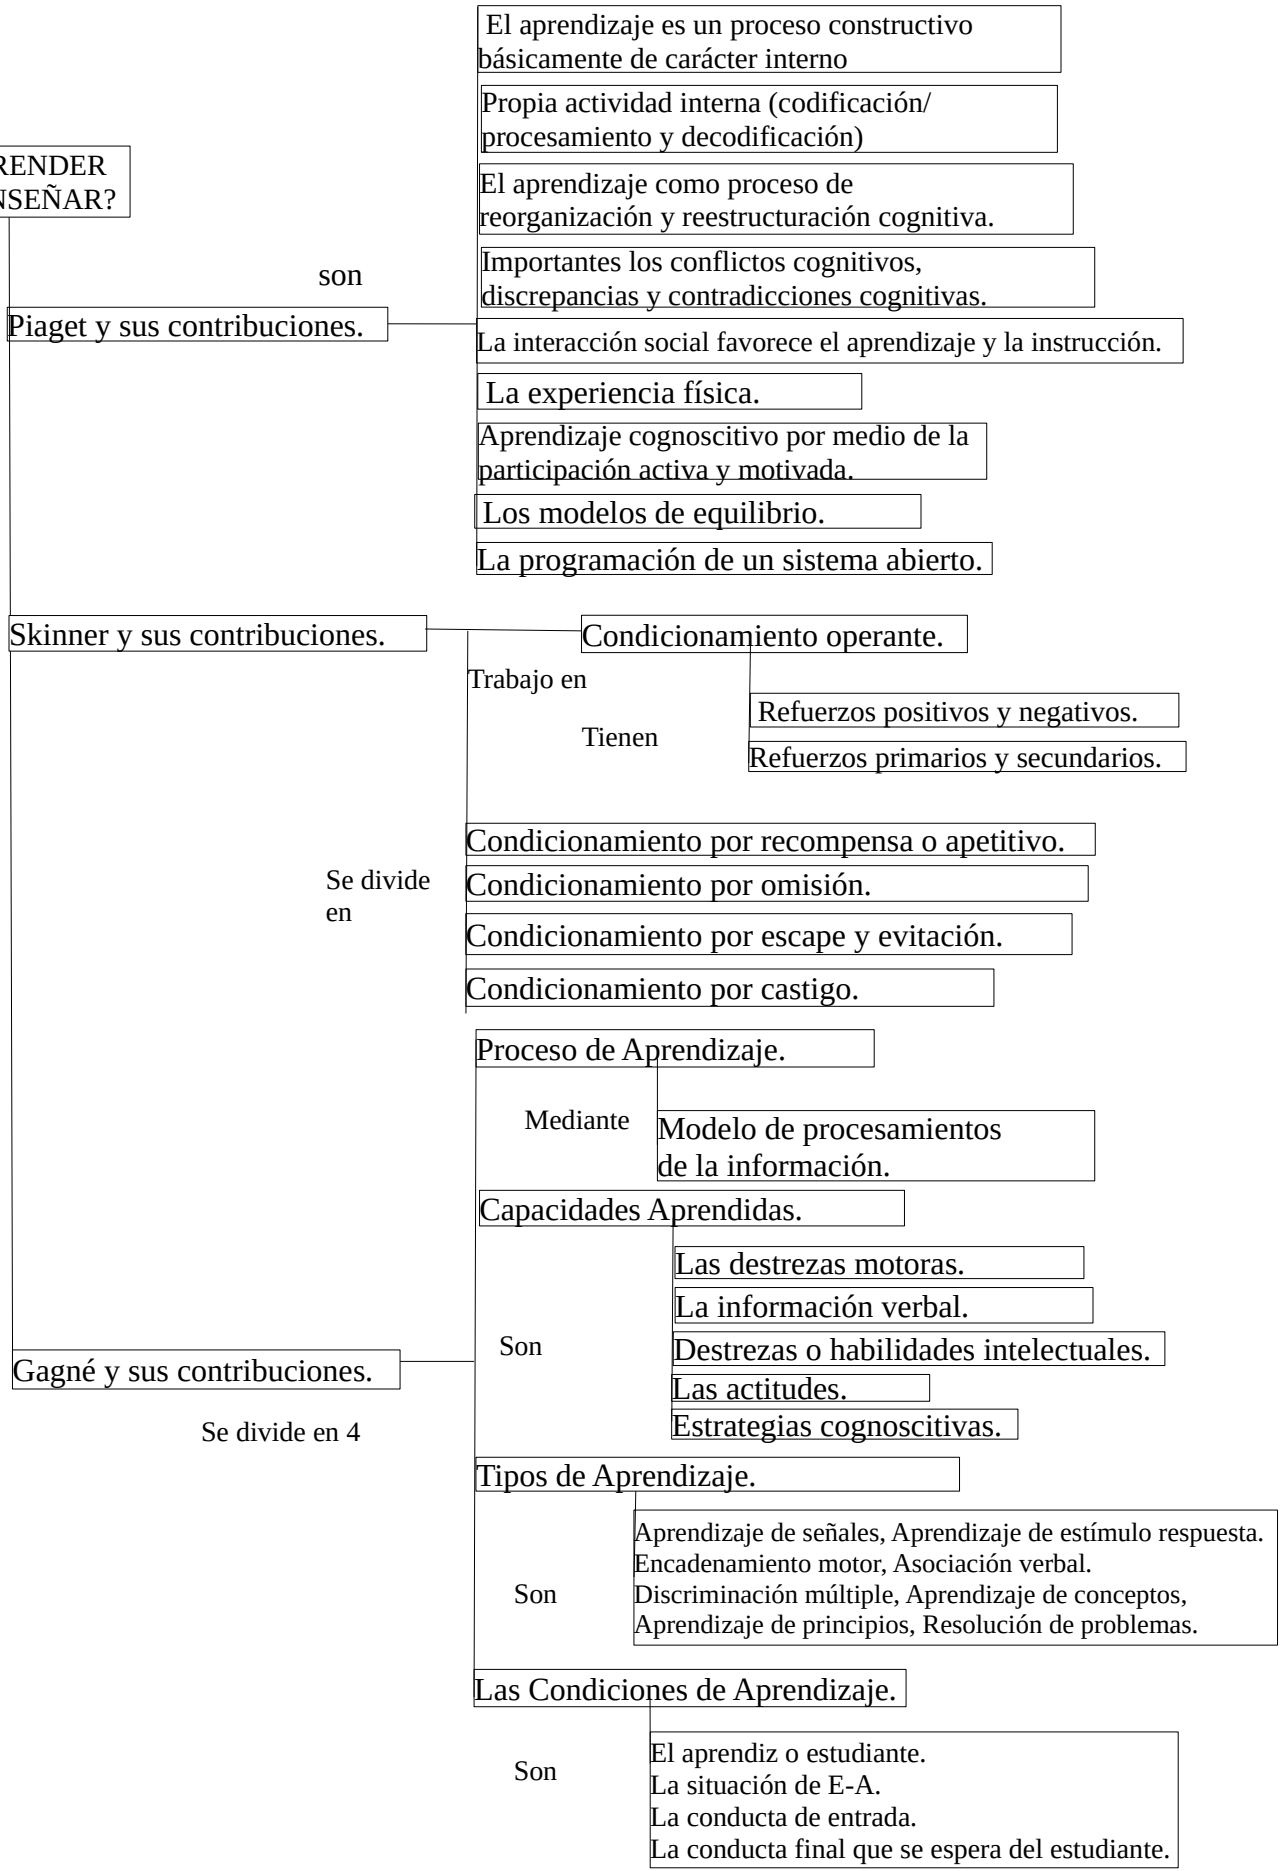 El aprendizaje es un proceso constructivo
básicamente de carácter interno
Propia actividad interna (codificación/
procesamiento y decodificación)
RENDER
NSEÑAR?
El aprendizaje como proceso de
reorganización y reestructuración cognitiva.
son
Importantes los conflictos cognitivos,
discrepancias y contradicciones cognitivas.
Piaget y sus contribuciones.
La interacción social favorece el aprendizaje y la instrucción.
La experiencia física.
Aprendizaje cognoscitivo por medio de la
participación activa y motivada.
Los modelos de equilibrio.
La programación de un sistema abierto.
Skinner y sus contribuciones.
Condicionamiento operante.
Trabajo en
Tienen
Refuerzos positivos y negativos.
Refuerzos primarios y secundarios.
Se divide
en
Condicionamiento por recompensa o apetitivo.
Condicionamiento por omisión.
Condicionamiento por escape y evitación.
Condicionamiento por castigo.
Proceso de Aprendizaje.
Mediante
Modelo de procesamientos
de la información.
Capacidades Aprendidas.
Son
Las destrezas motoras.
La información verbal.
Destrezas o habilidades intelectuales.
Las actitudes.
Estrategias cognoscitivas.
Gagné y sus contribuciones.
Se divide en 4
Tipos de Aprendizaje.
Son
Aprendizaje de señales, Aprendizaje de estímulo respuesta.
Encadenamiento motor, Asociación verbal.
Discriminación múltiple, Aprendizaje de conceptos,
Aprendizaje de principios, Resolución de problemas.
Las Condiciones de Aprendizaje.
Son
El aprendiz o estudiante.
La situación de E-A.
La conducta de entrada.
La conducta final que se espera del estudiante.